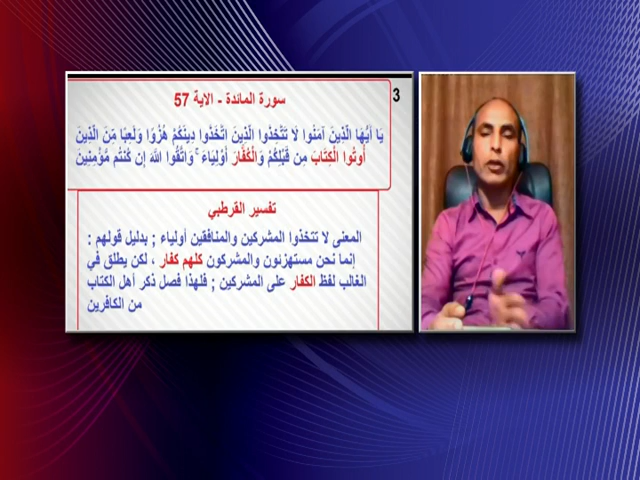 3
سورة المائدة - الاية 57
يَا أَيُّهَا الَّذِينَ آمَنُوا لَا تَتَّخِذُوا الَّذِينَ اتَّخَذُوا دِينَكُمْ هُزُوًا وَلَعِبًا مِّنَ الَّذِينَ
أُوتُوا الْكِتَابَ مِن قَبْلِكُمْ وَالْكُفَّارَ أَوْلِيَاءَ ۚ وَاتَّقُوا اللَّهَ إِن كُنتُم مُّؤْمِنِينَ
تفسير القرطبي
المعنى لا تتخذوا المشركين والمنافقين أولياء ; بدليل قولهم :
إنما نحن مستهزئون والمشركون كلهم كفار ، لكن يطلق في
الغالب لفظ الكفار على المشركين ; فلهذا فصل ذكر أهل الكتاب
من الكافرين